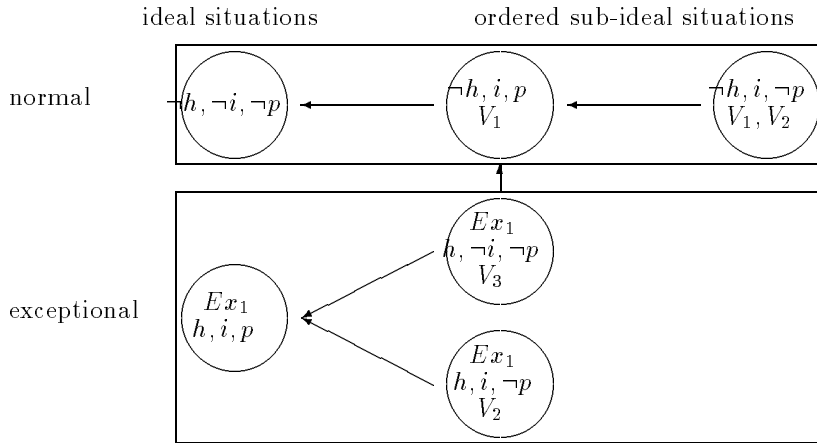 ideal situations
ordered sub-ideal situations
normal
¬h, ¬i, ¬p
¬h, i, p
V₁
¬h, i, ¬p
V₁, V₂
exceptional
Ex₁
h, i, p
Ex₁
h, ¬i, ¬p
V₃
Ex₁
h, i, ¬p
V₂